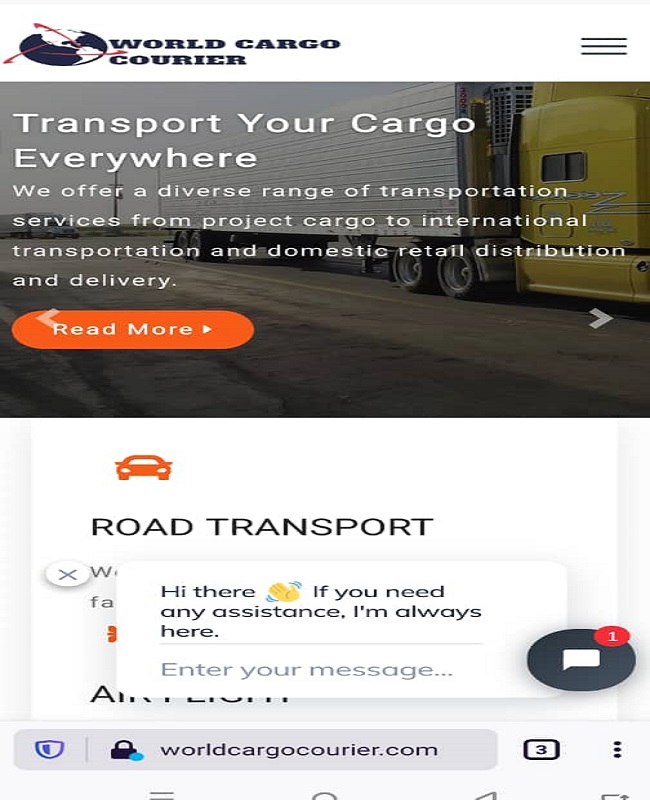 WORLD CARGO
COURIER
Transport Your Cargo
Everywhere
We offer a diverse range of transportation
services from project cargo to international
transportation and domestic retail distribution
and delivery.
Read More
ROAD TRANSPORT
Hi there 👋 If you need
any assistance, I'm always
here.
Enter your message...
1
AIR FLIGHT
worldcargocourier.com
3